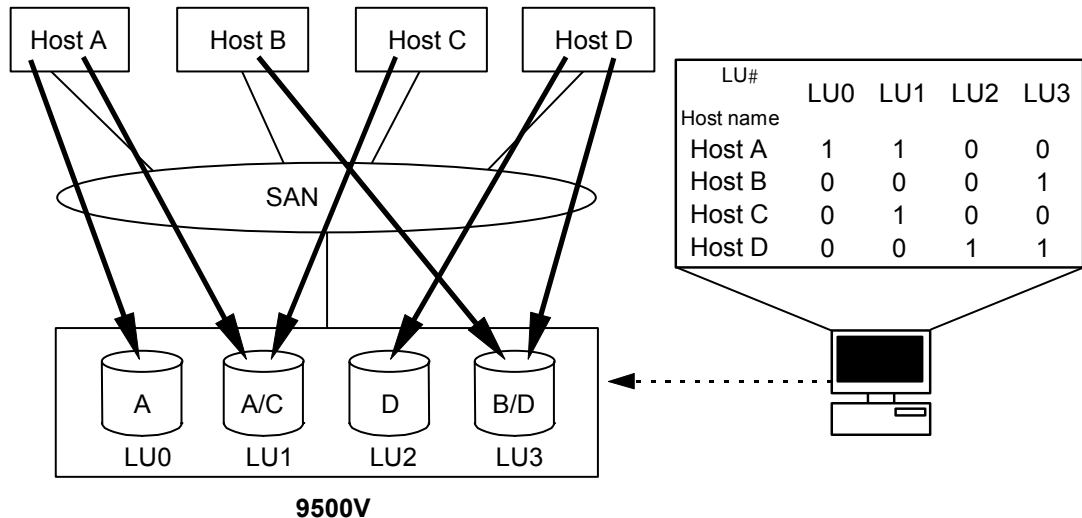 Host A Host B Host C Host D
SAN
A A/C D B/D
LU0 LU1 LU2 LU3
9500V
LU#
LU0 LU1 LU2 LU3
Host name
Host A 1 1 0 0
Host B 0 0 0 1
Host C 0 1 0 0
Host D 0 0 1 1